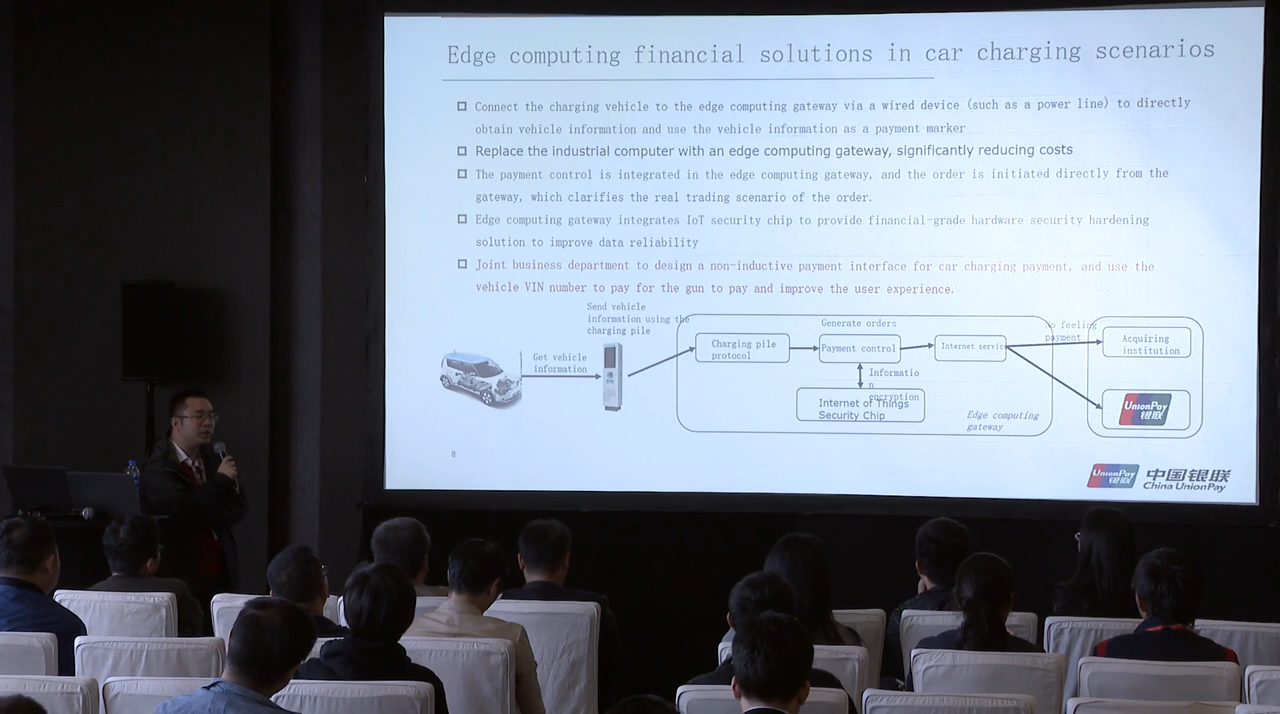 Edge computing financial solutions in car charging scenarios
Connect the charging vehicle to the edge computing gateway via a wired device (such as a power line) to directly
obtain vehicle information and use the vehicle information as a payment marker
Replace the industrial computer with an edge computing gateway, significantly reducing costs
The payment control is integrated in the edge computing gateway, and the order is initiated directly from the
gateway, which clarifies the real trading scenario of the order.
Edge computing gateway integrates IoT security chip to provide financial-grade hardware security hardening
solution to improve data reliability
Joint business department to design a non-inductive payment interface for car charging payment, and use the
vehicle VIN number to pay for the gun to pay and improve the user experience.
Send vehicle
information using the
charging pile
Get vehicle
information
Charging pile
protocol
Generate orders
Payment control
Internet service
No feeling
payment
Acquiring
institution
Informatio
n
encryption
Internet of Things
Security Chip
Edge computing
gateway
UnionPay
银联
8
UnionPay
银联
中国银联
China UnionPay